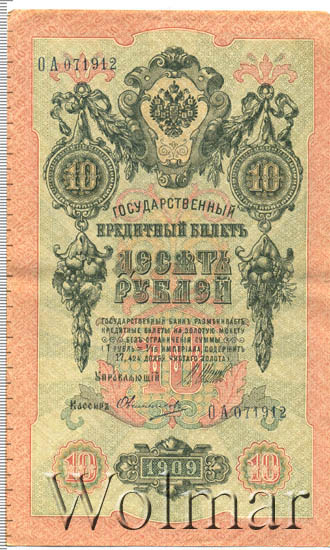 ОА 071912
10 10
ГОСУДАРСТВЕННЫЙ
КРЕДИТНЫЙ БИЛЕТЪ
ДЕСЯТЬ
РУБЛЕЙ
ГОСУДАРСТВЕННЫЙ БАНКЪ РАЗМѢНИВАЕТЪ
КРЕДИТНЫЕ БИЛЕТЫ НА ЗОЛОТУЮ МОНЕТУ
БЕЗЪ ОГРАНИЧЕНІЯ СУММЫ
(1 РУБЛЬ = 1/15 ИМПЕРІАЛА, СОДЕРЖИТЪ
17,424 ДОЛЕЙ ЧИСТАГО ЗОЛОТА).
УПРАВЛЯЮЩІЙ
10
Кассиръ
ОА 071912
10 1909 10
Wolmar